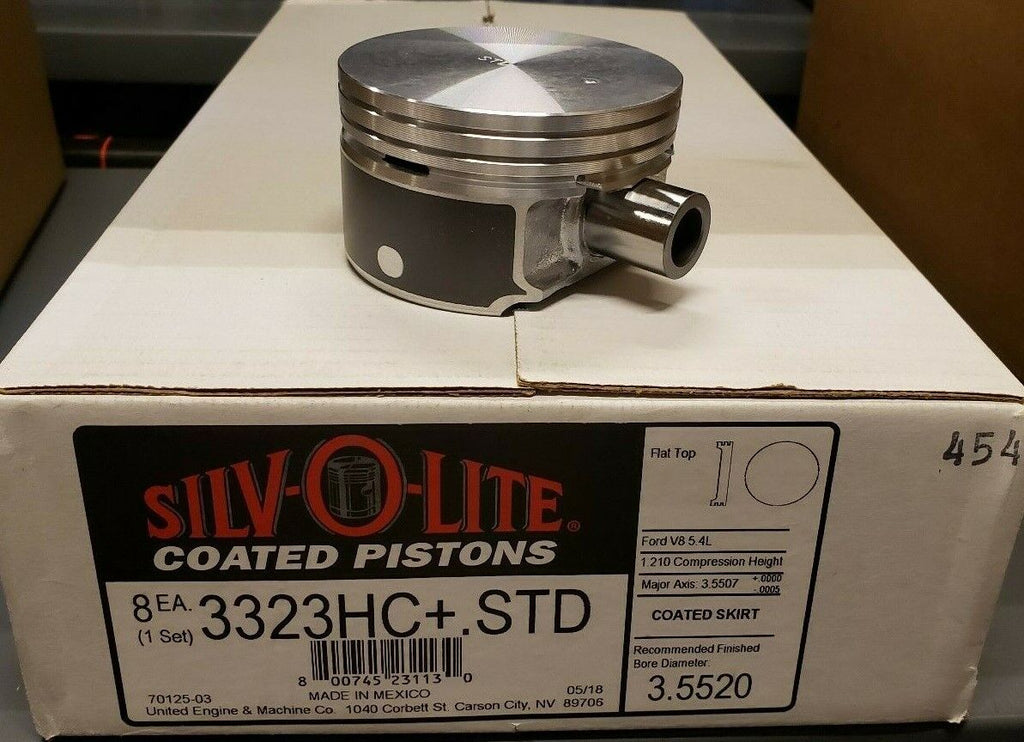 STD
454
SILV-O-LITE®
COATED PISTONS
8 EA.
(1 Set)
3323HC+.STD
8 00745 23113 0
70125-03
MADE IN MEXICO
05/18
United Engine & Machine Co. 1040 Corbett St. Carson City, NV 89706
Flat Top
Ford V8 5.4L
1.210 Compression Height
Major Axis: 3.5507 +.0000 -.0005
COATED SKIRT
Recommended Finished
Bore Diameter:
3.5520